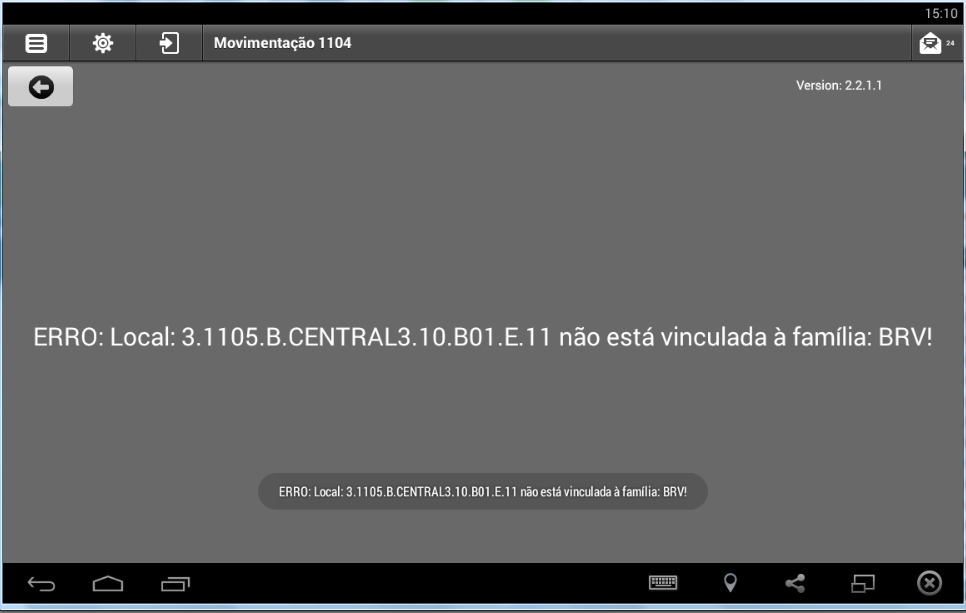 15:10
Movimentação 1104
24
Version: 2.2.1.1
ERRO: Local: 3.1105.B.CENTRAL3.10.B01.E.11 não está vinculada à família: BRV!
ERRO: Local: 3.1105.B.CENTRAL3.10.B01.E.11 não está vinculada à família: BRV!